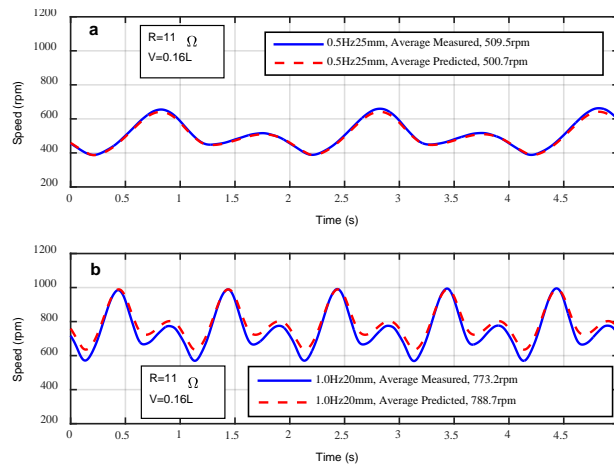 1200
a
R=11 Ω
V=0.16L
0.5Hz25mm, Average Measured, 509.5rpm
0.5Hz25mm, Average Predicted, 500.7rpm
1000
800
600
400
200
Speed (rpm)
0 0.5 1 1.5 2 2.5 3 3.5 4 4.5
Time (s)
1200
b
1000
800
600
400
200
Speed (rpm)
R=11 Ω
V=0.16L
1.0Hz20mm, Average Measured, 773.2rpm
1.0Hz20mm, Average Predicted, 788.7rpm
0 0.5 1 1.5 2 2.5 3 3.5 4 4.5
Time (s)